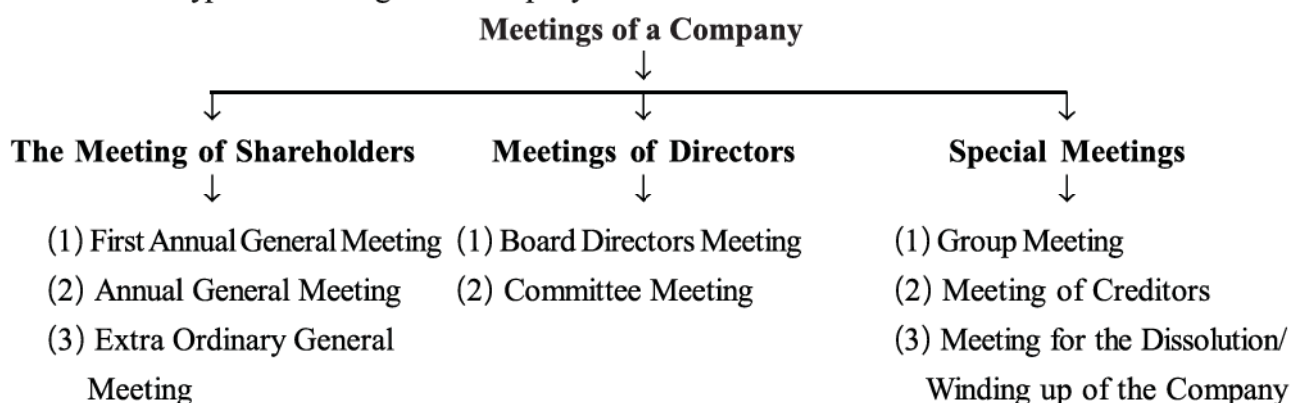 Meetings of a Company
The Meeting of Shareholders
(1) First Annual General Meeting
(2) Annual General Meeting
(3) Extra Ordinary General
Meeting
Meetings of Directors
(1) Board Directors Meeting
(2) Committee Meeting
Special Meetings
(1) Group Meeting
(2) Meeting of Creditors
(3) Meeting for the Dissolution/
Winding up of the Company